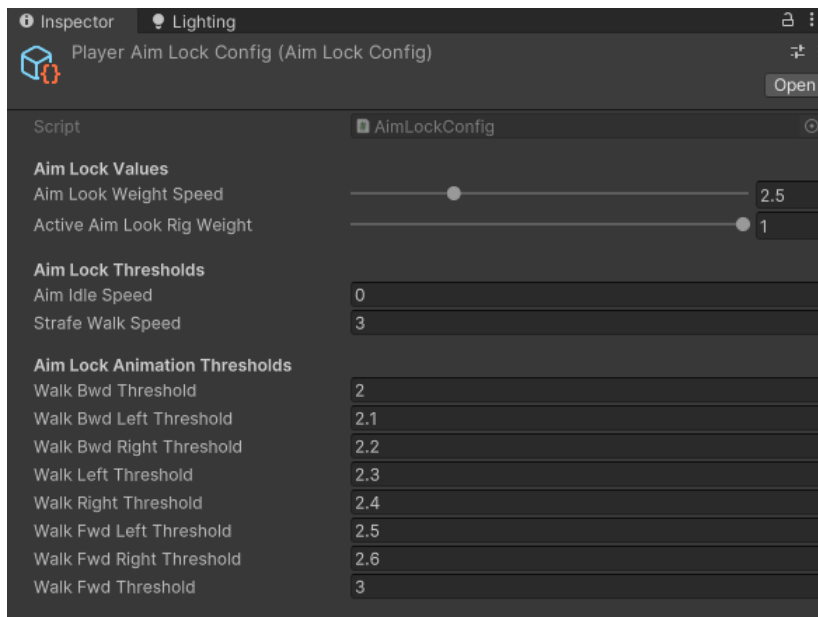 Inspector Lighting
Player Aim Lock Config (Aim Lock Config)
Open
Script AimLockConfig
Aim Lock Values
Aim Look Weight Speed 2.5
Active Aim Look Rig Weight 1
Aim Lock Thresholds
Aim Idle Speed 0
Strafe Walk Speed 3
Aim Lock Animation Thresholds
Walk Bwd Threshold 2
Walk Bwd Left Threshold 2.1
Walk Bwd Right Threshold 2.2
Walk Left Threshold 2.3
Walk Right Threshold 2.4
Walk Fwd Left Threshold 2.5
Walk Fwd Right Threshold 2.6
Walk Fwd Threshold 3